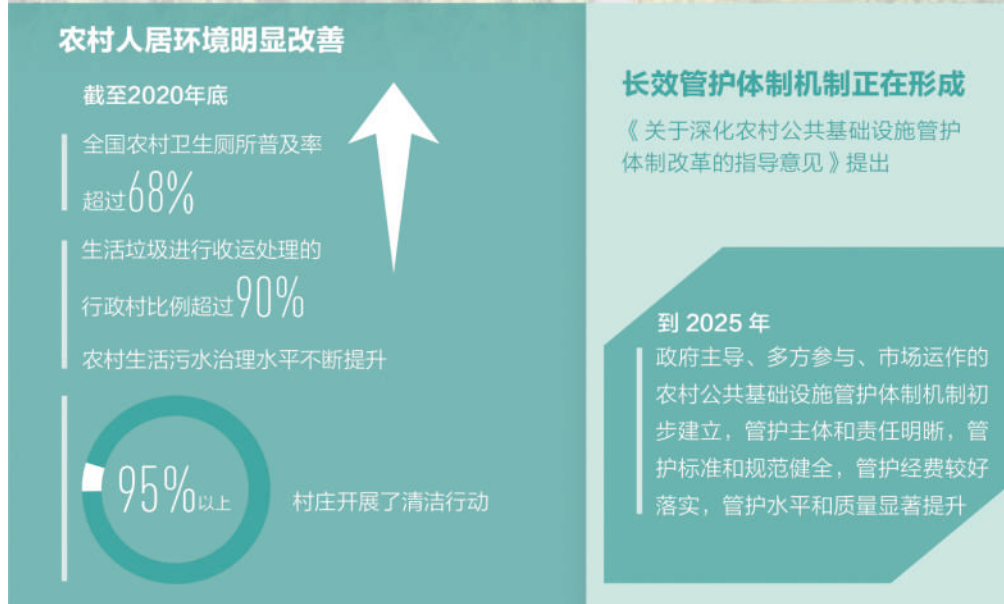 农村人居环境明显改善
截至2020年底
全国农村卫生厕所普及率
超过68%
生活垃圾进行收运处理的
行政村比例超过90%
农村生活污水治理水平不断提升
95%以上
村庄开展了清洁行动
长效管护体制机制正在形成
《关于深化农村公共基础设施管护
体制改革的指导意见》提出
到 2025 年
政府主导、多方参与、市场运作的
农村公共基础设施管护体制机制初
步建立，管护主体和责任明晰，管
护标准和规范健全，管护经费较好
落实，管护水平和质量显著提升